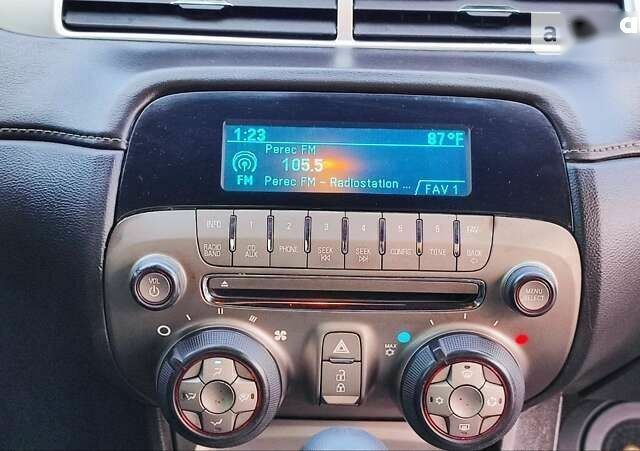 1:23 87°F
Perec FM
105.5
FM Perec FM - Radiostation ... FAV 1
INFO 1 2 3 4 5 6 FAV
RADIO BAND CD AUX PHONE SEEK SEEK CONFIG TONE BACK
VOL
MENU SELECT
MAX
a